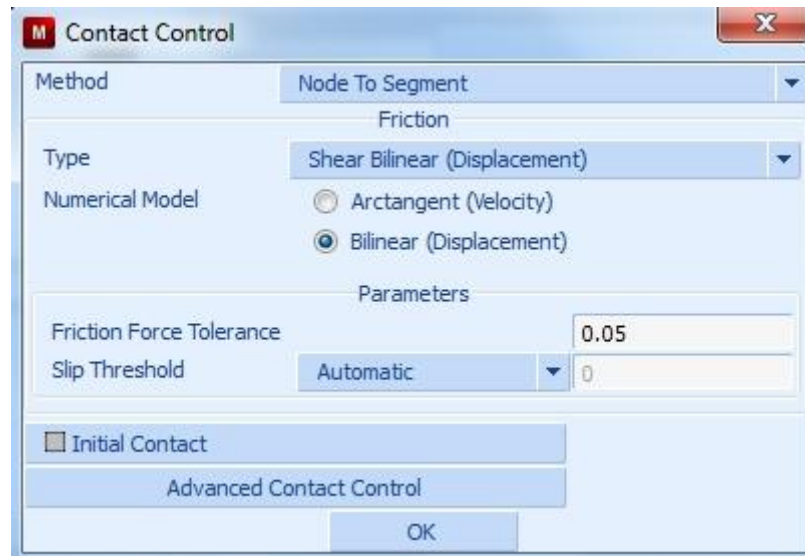 M Contact Control
Method Node To Segment
Friction
Type Shear Bilinear (Displacement)
Numerical Model Arctangent (Velocity)
Bilinear (Displacement)
Parameters
Friction Force Tolerance 0.05
Slip Threshold Automatic 0
Initial Contact
Advanced Contact Control
OK